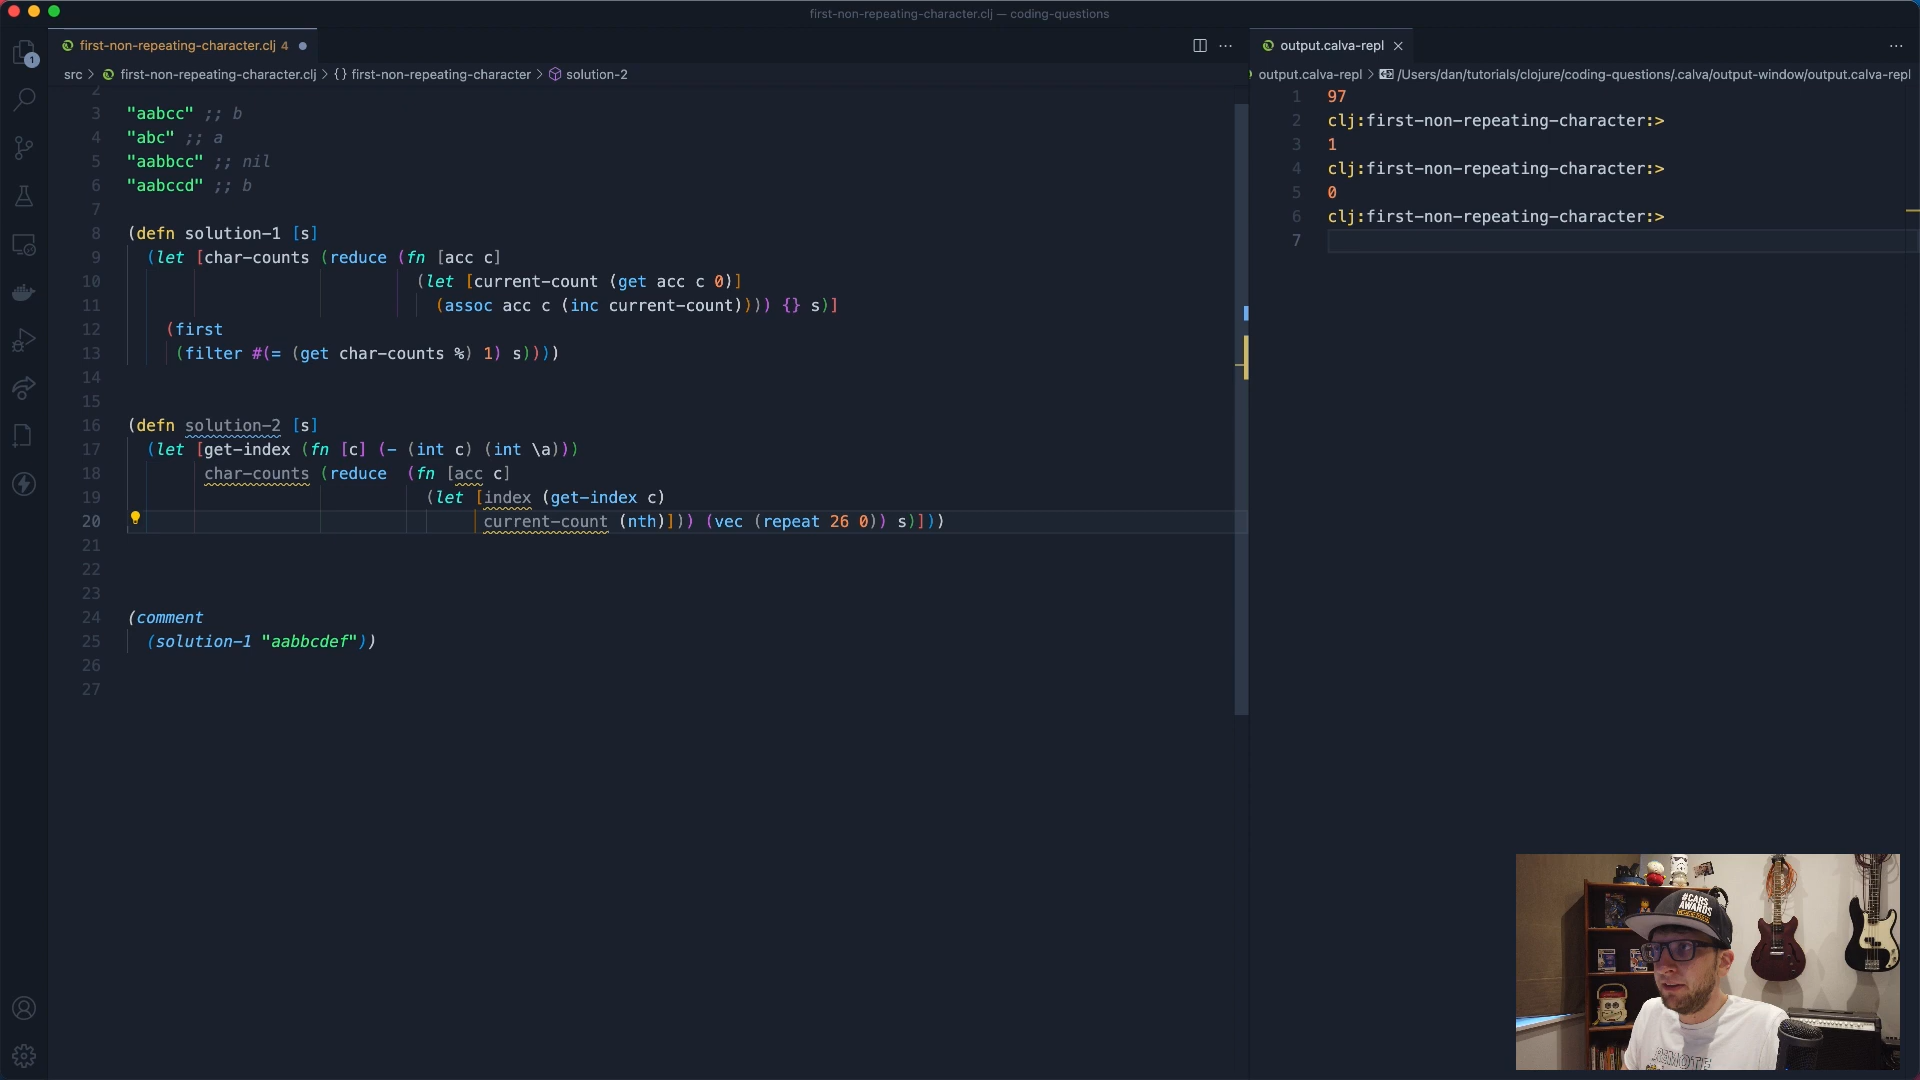 first-non-repeating-character.clj — coding-questions
first-non-repeating-character.clj 4
output.calva-repl
src > first-non-repeating-character.clj > {} first-non-repeating-character > solution-2
output.calva-repl > /Users/dan/tutorials/clojure/coding-questions/.calva/output-window/output.calva-repl
1
2
3 "aabcc" ;; b
4 "abc" ;; a
5 "aabbcc" ;; nil
6 "aabccd" ;; b
7
8 (defn solution-1 [s]
9 (let [char-counts (reduce (fn [acc c]
10 (let [current-count (get acc c 0)]
11 (assoc acc c (inc current-count)))) {} s)]
12 (first
13 (filter #(= (get char-counts %) 1) s))))
14
15
16 (defn solution-2 [s]
17 (let [get-index (fn [c] (- (int c) (int \a)))
18 char-counts (reduce  (fn [acc c]
19 (let [index (get-index c)
20 current-count (nth)])) (vec (repeat 26 0)) s)]))
21
22
23
24 (comment
25 (solution-1 "aabbcdef"))
26
27
1 97
2 clj:first-non-repeating-character:>
3 1
4 clj:first-non-repeating-character:>
5 0
6 clj:first-non-repeating-character:>
7
#CABS
AWARDS
REMOTE